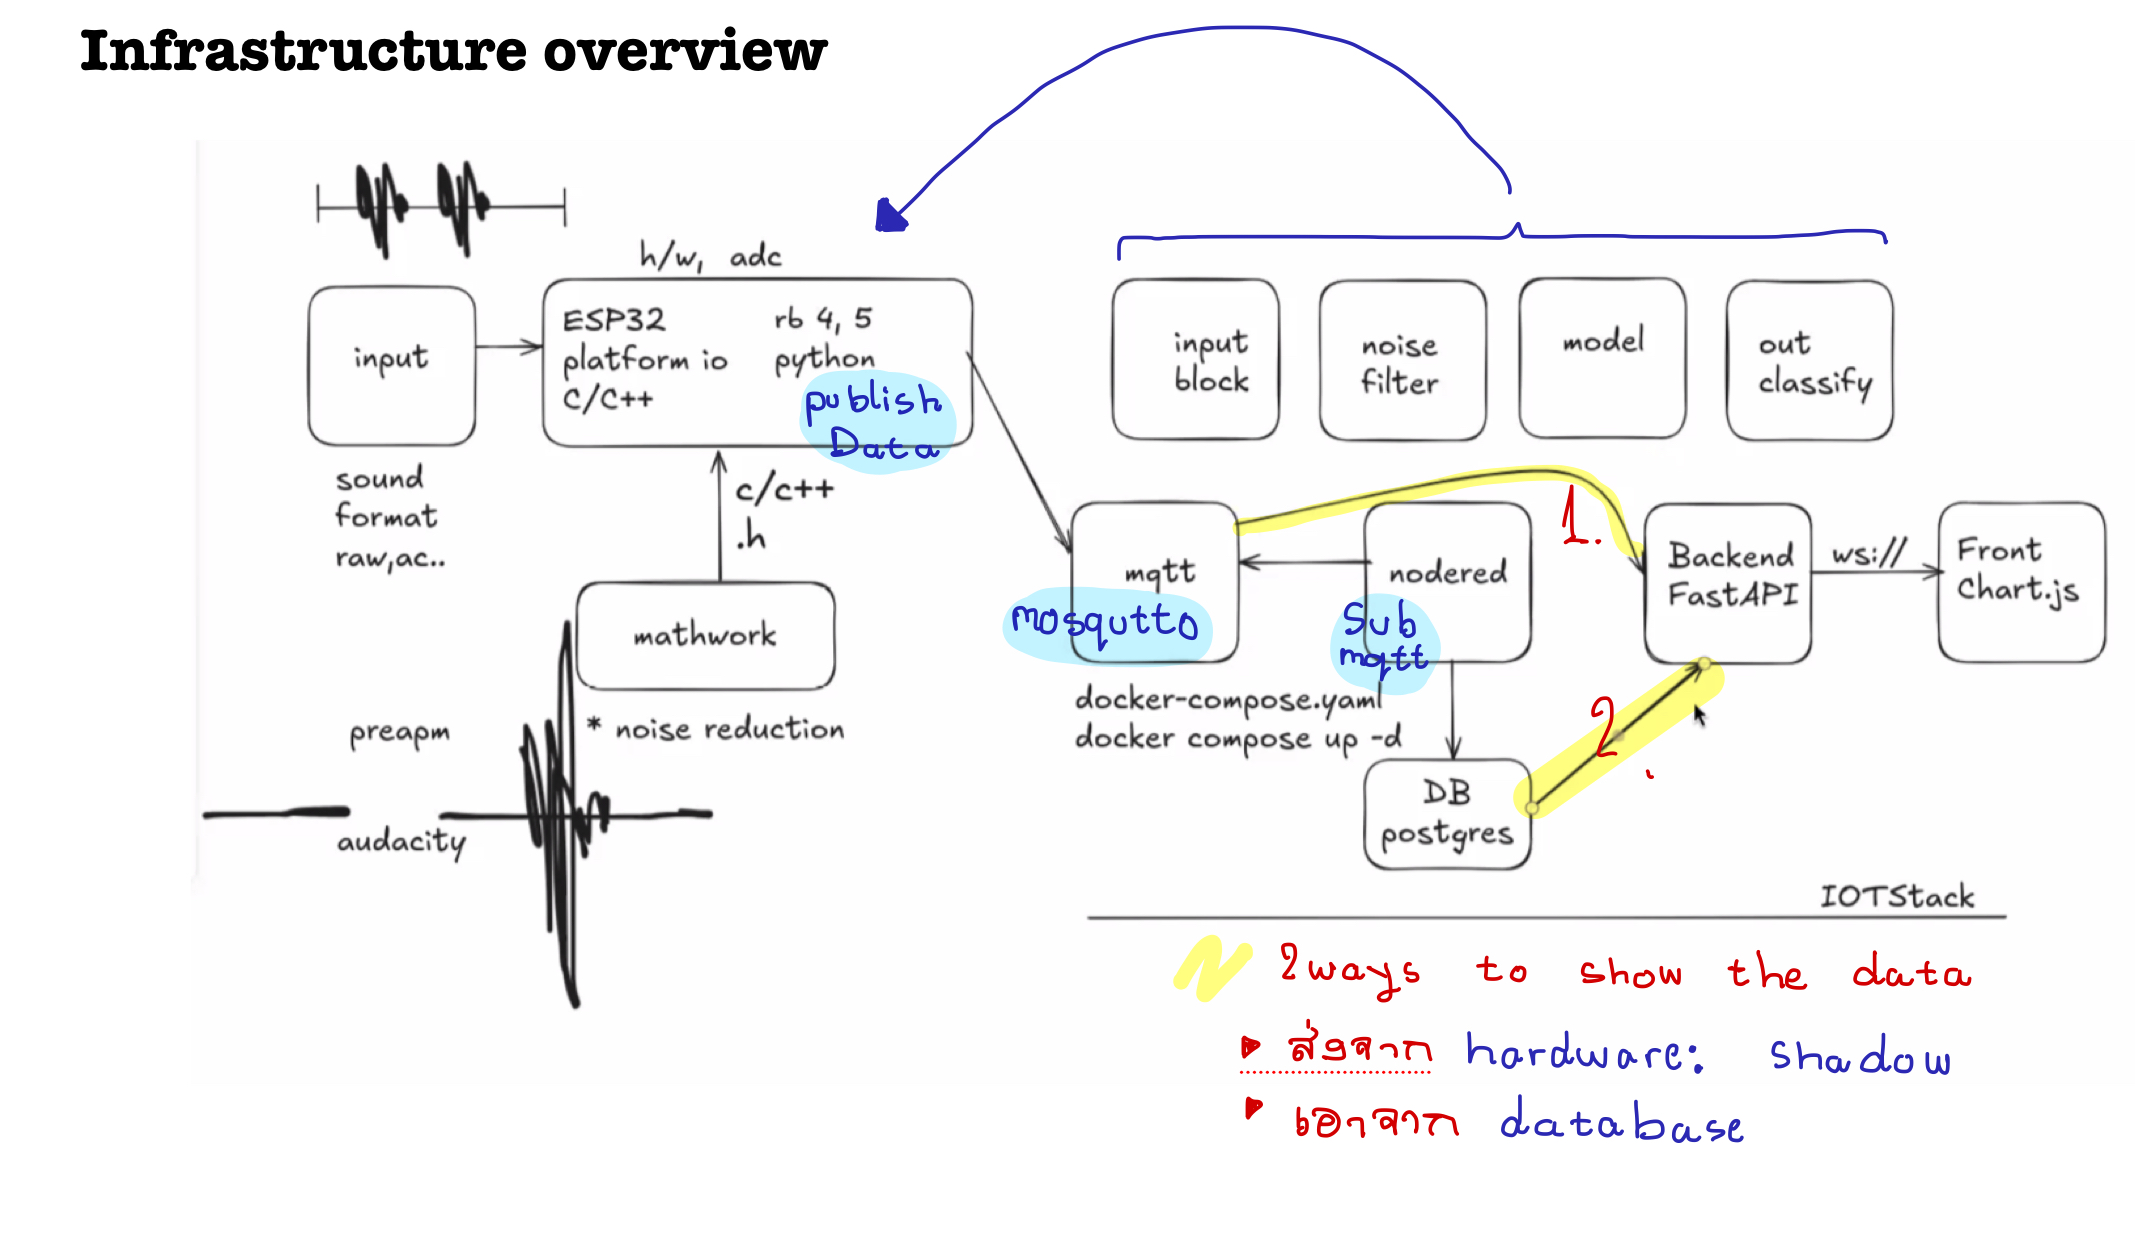 Infrastructure overview
h/w, adc
input
ESP32
platform io
C/C++
rb 4, 5
python
publish
Data
input
block
noise
filter
model
out
classify
sound
format
raw,ac..
c/c++
.h
mathwork
* noise reduction
preapm
audacity
mqtt
mosqutto
nodered
Sub
mqtt
1.
Backend
FastAPI
ws://
Front
Chart.js
docker-compose.yaml
docker compose up -d
2.
DB
postgres
IOTStack
2ways to show the data
ส่งจาก hardware: shadow
เอาจาก database